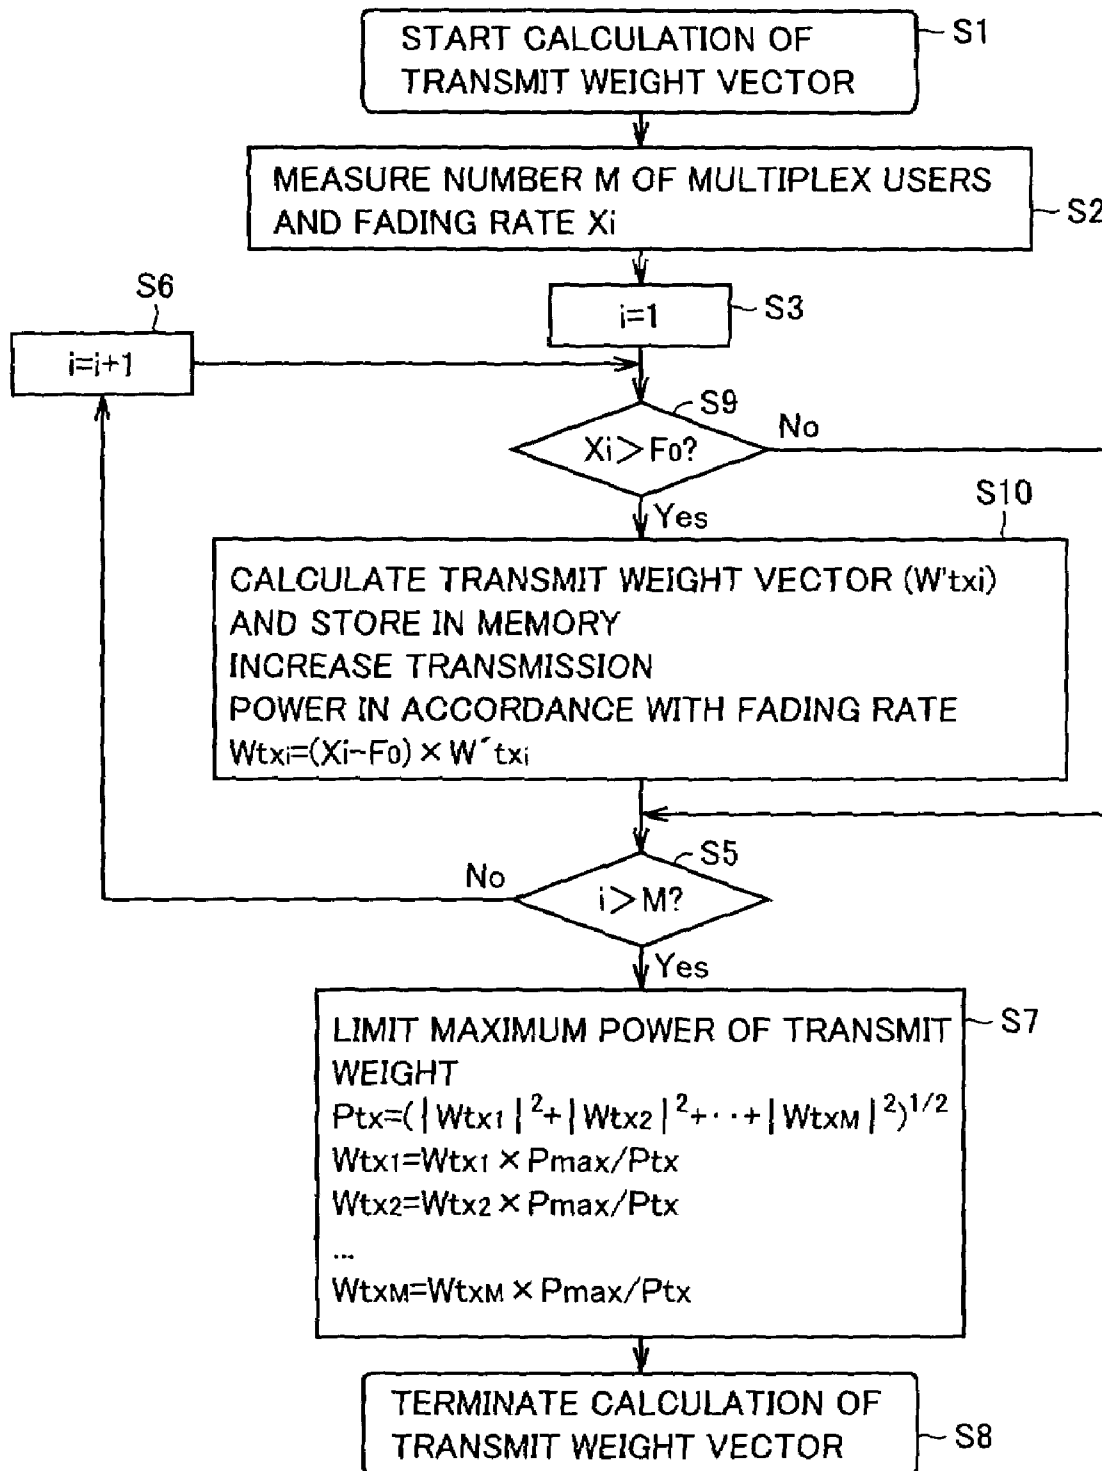 START CALCULATION OF
TRANSMIT WEIGHT VECTOR
S1
MEASURE NUMBER M OF MULTIPLEX USERS
AND FADING RATE Xi
S2
S6
i=i+1
i=1
S3
S9
Xi>F0?
No
Yes
S10
CALCULATE TRANSMIT WEIGHT VECTOR (W'txi)
AND STORE IN MEMORY
INCREASE TRANSMISSION
POWER IN ACCORDANCE WITH FADING RATE
Wtxi=(Xi-F0)×W´txi
S5
No
i>M?
Yes
S7
LIMIT MAXIMUM POWER OF TRANSMIT
WEIGHT
Ptx=(|Wtx1|²+|Wtx2|²+··+|WtxM|²)1/2
Wtx1=Wtx1×Pmax/Ptx
Wtx2=Wtx2×Pmax/Ptx
...
WtxM=WtxM×Pmax/Ptx
TERMINATE CALCULATION OF
TRANSMIT WEIGHT VECTOR
S8